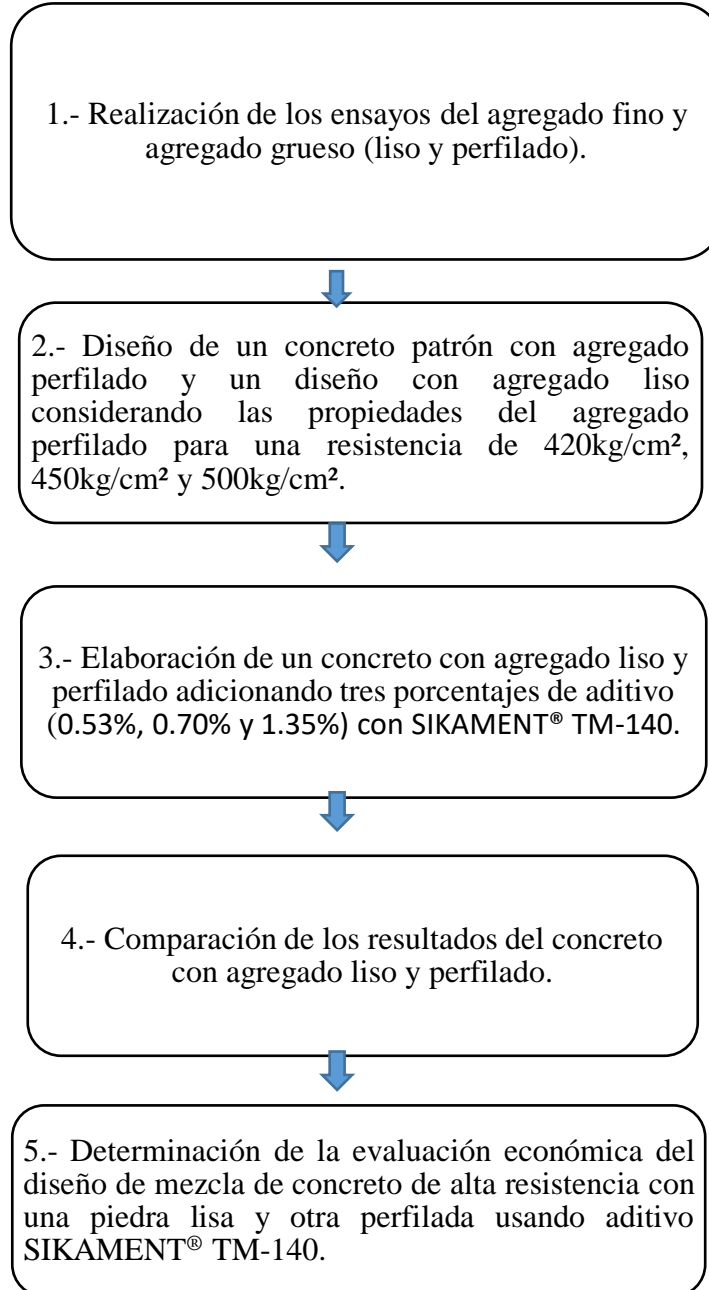 1.- Realización de los ensayos del agregado fino y
agregado grueso (liso y perfilado).
2.- Diseño de un concreto patrón con agregado
perfilado y un diseño con agregado liso
considerando las propiedades del agregado
perfilado para una resistencia de 420kg/cm²,
450kg/cm² y 500kg/cm².
3.- Elaboración de un concreto con agregado liso y
perfilado adicionando tres porcentajes de aditivo
(0.53%, 0.70% y 1.35%) con SIKAMENT® TM-140.
4.- Comparación de los resultados del concreto
con agregado liso y perfilado.
5.- Determinación de la evaluación económica del
diseño de mezcla de concreto de alta resistencia con
una piedra lisa y otra perfilada usando aditivo
SIKAMENT® TM-140.